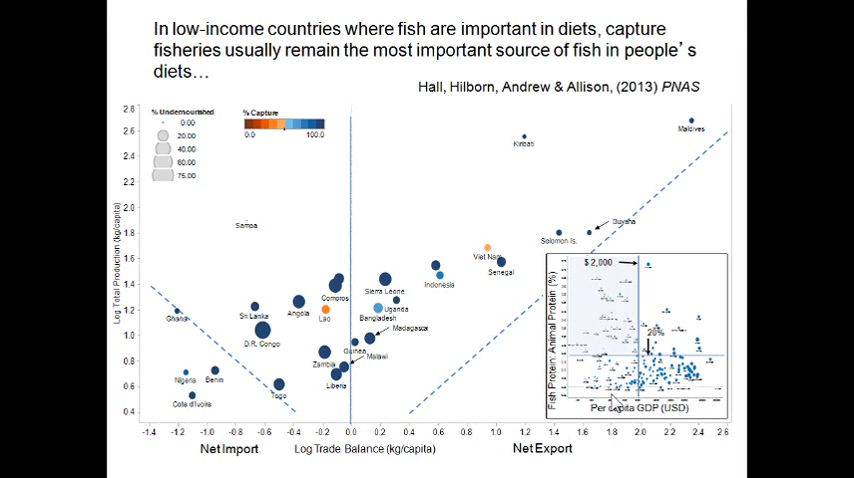 In low-income countries where fish are important in diets, capture
fisheries usually remain the most important source of fish in people's
diets…
Hall, Hilborn, Andrew & Allison, (2013) PNAS
% Undernourished
0.00
20.00
40.00
60.00
75.00
% Capture
0.0 100.0
Log Total Production (kg/capita)
2.8
2.6
2.4
2.2
2.0
1.8
1.6
1.4
1.2
1.0
0.8
0.6
0.4
Maldives
Kiribati
Samoa
Guyana
Solomon Is.
Viet Nam
Senegal
Indonesia
Sierra Leone
Comoros
Uganda
Bangladesh
Angola
Lao
Sri Lanka
Ghana
Madagasca
D.R. Congo
Guinea
Malawi
Zambia
Liberia
Nigeria
Benin
Togo
Cote d'Ivoire
$ 2,000
20%
Fish Protein: Animal Protein (%)
Per capita GDP (USD)
-1.4 -1.2 -1.0 -0.8 -0.6 -0.4 -0.2 0.0 0.2 0.4 0.6 0.8 1.0 1.2 1.4 1.6 1.8 2.0 2.2 2.4 2.6
Net Import Log Trade Balance (kg/capita) Net Export